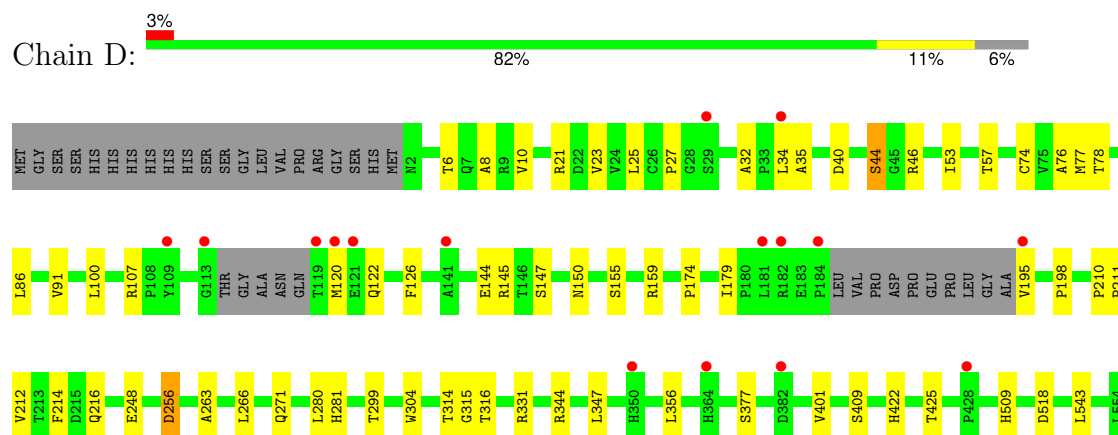 3%
Chain D:
82% 11% 6%
MET GLY SER SER HIS HIS HIS HIS HIS HIS SER SER GLY LEU VAL PRO ARG GLY SER HIS MET N2 T6 Q7 A8 R9 V10 R21 D22 V23 V24 L25 C26 P27 G28 S29 A32 P33 L34 A35 D40 S44 G45 R46 I53 T57 C74 V75 A76 M77 T78
L86 V91 L100 R107 P108 Y109 G113 THR GLY ALA ASN GLN T119 M120 E121 Q122 F126 A141 E144 R145 T146 S147 N150 S155 R159 P174 I179 P180 L181 R182 E183 P184 LEU VAL PRO ASP PRO GLU PRO LEU GLY ALA V195 P198 P210 P211
V212 T213 F214 D215 Q216 E248 D256 A263 L266 Q271 L280 H281 T299 W304 T314 G315 T316 R331 R344 L347 H350 L356 H364 S377 D382 V401 S409 H422 T425 P428 H509 D518 L543 L554